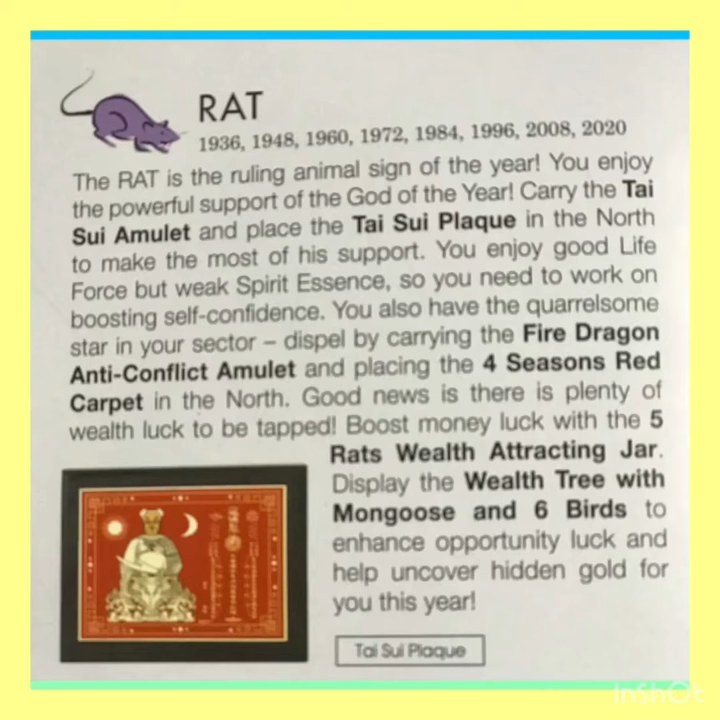 RAT
1936, 1948, 1960, 1972, 1984, 1996, 2008, 2020
The RAT is the ruling animal sign of the year! You enjoy
the powerful support of the God of the Year! Carry the Tai
Sui Amulet and place the Tai Sui Plaque in the North
to make the most of his support. You enjoy good Life
Force but weak Spirit Essence, so you need to work on
boosting self-confidence. You also have the quarrelsome
star in your sector – dispel by carrying the Fire Dragon
Anti-Conflict Amulet and placing the 4 Seasons Red
Carpet in the North. Good news is there is plenty of
wealth luck to be tapped! Boost money luck with the 5
Rats Wealth Attracting Jar.
Display the Wealth Tree with
Mongoose and 6 Birds to
enhance opportunity luck and
help uncover hidden gold for
you this year!
Tai Sui Plaque
InShOt